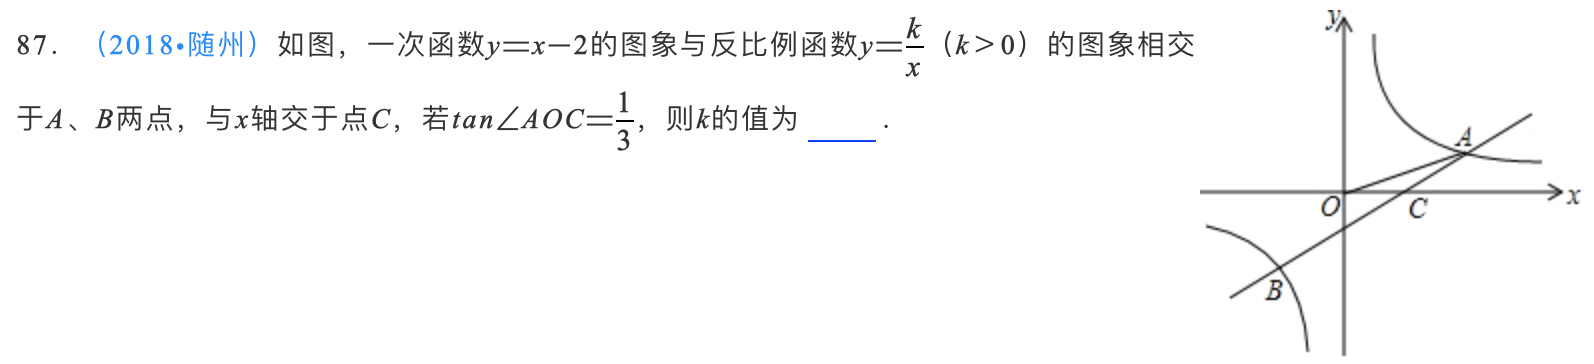 87. （2018•随州）如图，一次函数y＝x－2的图象与反比例函数y＝k/x（k＞0）的图象相交
于A、B两点，与x轴交于点C，若tan∠AOC＝1/3，则k的值为 ____ .
y
A
O
C
x
B